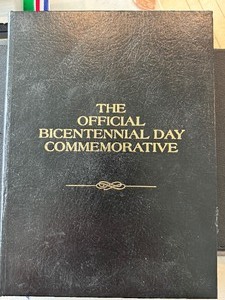 THE
OFFICIAL
BICENTENNIAL DAY
COMMEMORATIVE